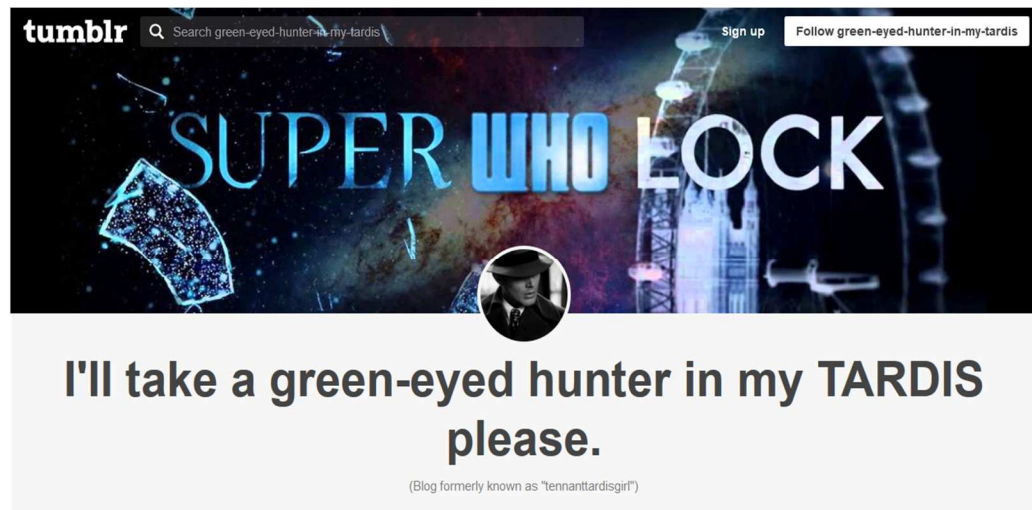 tumblr Search green-eyed-hunter-in-my-tardis Sign up Follow green-eyed-hunter-in-my-tardis
SUPER WHO LOCK
I'll take a green-eyed hunter in my TARDIS
please.
(Blog formerly known as "tennanttardisgirl")